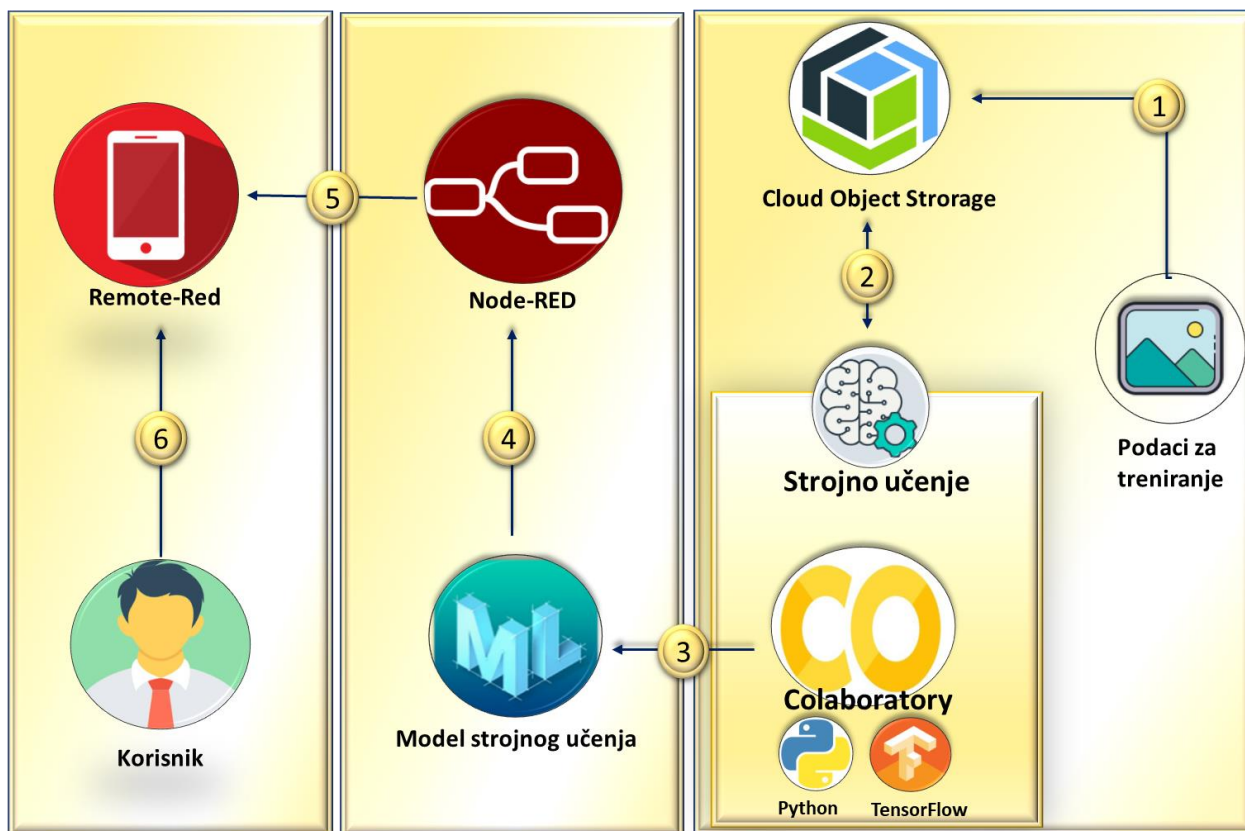 1
Cloud Object Strorage
5
2
Remote-Red
Node-RED
6
4
Podaci za
treniranje
Strojno učenje
CO
ML
3
Colaboratory
Korisnik
Model strojnog učenja
Python
TensorFlow